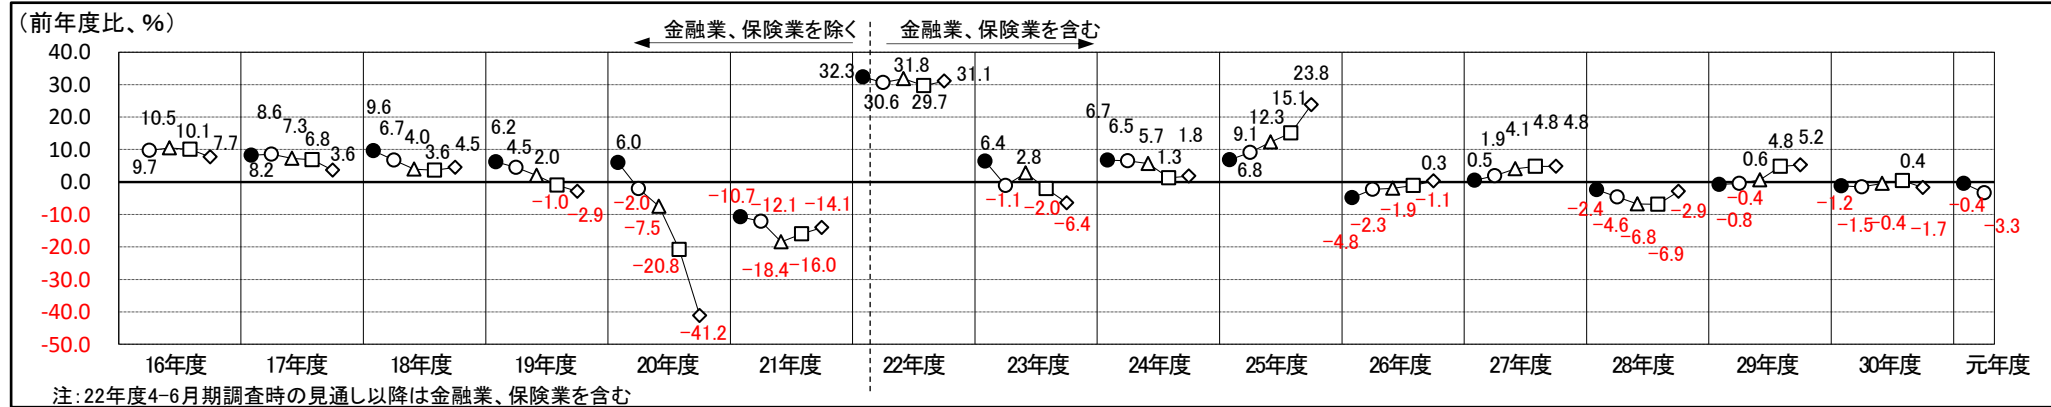 （前年度比、%）
金融業、保険業を除く
金融業、保険業を含む
40.0
30.0
20.0
10.0
0.0
-10.0
-20.0
-30.0
-40.0
-50.0
9.7 10.5 10.1 7.7
8.2 8.6 7.3 6.8 3.6
9.6 6.7 4.0 3.6 4.5
6.2 4.5 2.0 −1.0 −2.9
6.0 −2.0 −7.5 −20.8 −41.2
−10.7 −12.1 −18.4 −16.0 −14.1
32.3 30.6 31.8 29.7 31.1
6.4 −1.1 2.8 −2.0 −6.4
6.7 6.5 5.7 1.3 1.8
6.8 9.1 12.3 15.1 23.8
−4.8 −2.3 −1.9 −1.1 0.3
0.5 1.9 4.1 4.8 4.8
−2.4 −4.6 −6.8 −6.9 −2.9
−0.8 −0.4 0.6 4.8 5.2
−1.2 −1.5 −0.4 0.4 −1.7
−0.4 −3.3
16年度 17年度 18年度 19年度 20年度 21年度 22年度 23年度 24年度 25年度 26年度 27年度 28年度 29年度 30年度 元年度
注：22年度4−6月期調査時の見通し以降は金融業、保険業を含む